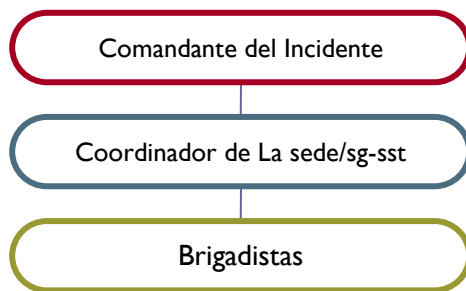 Comandante del Incidente
Coordinador de La sede/sg-sst
Brigadistas